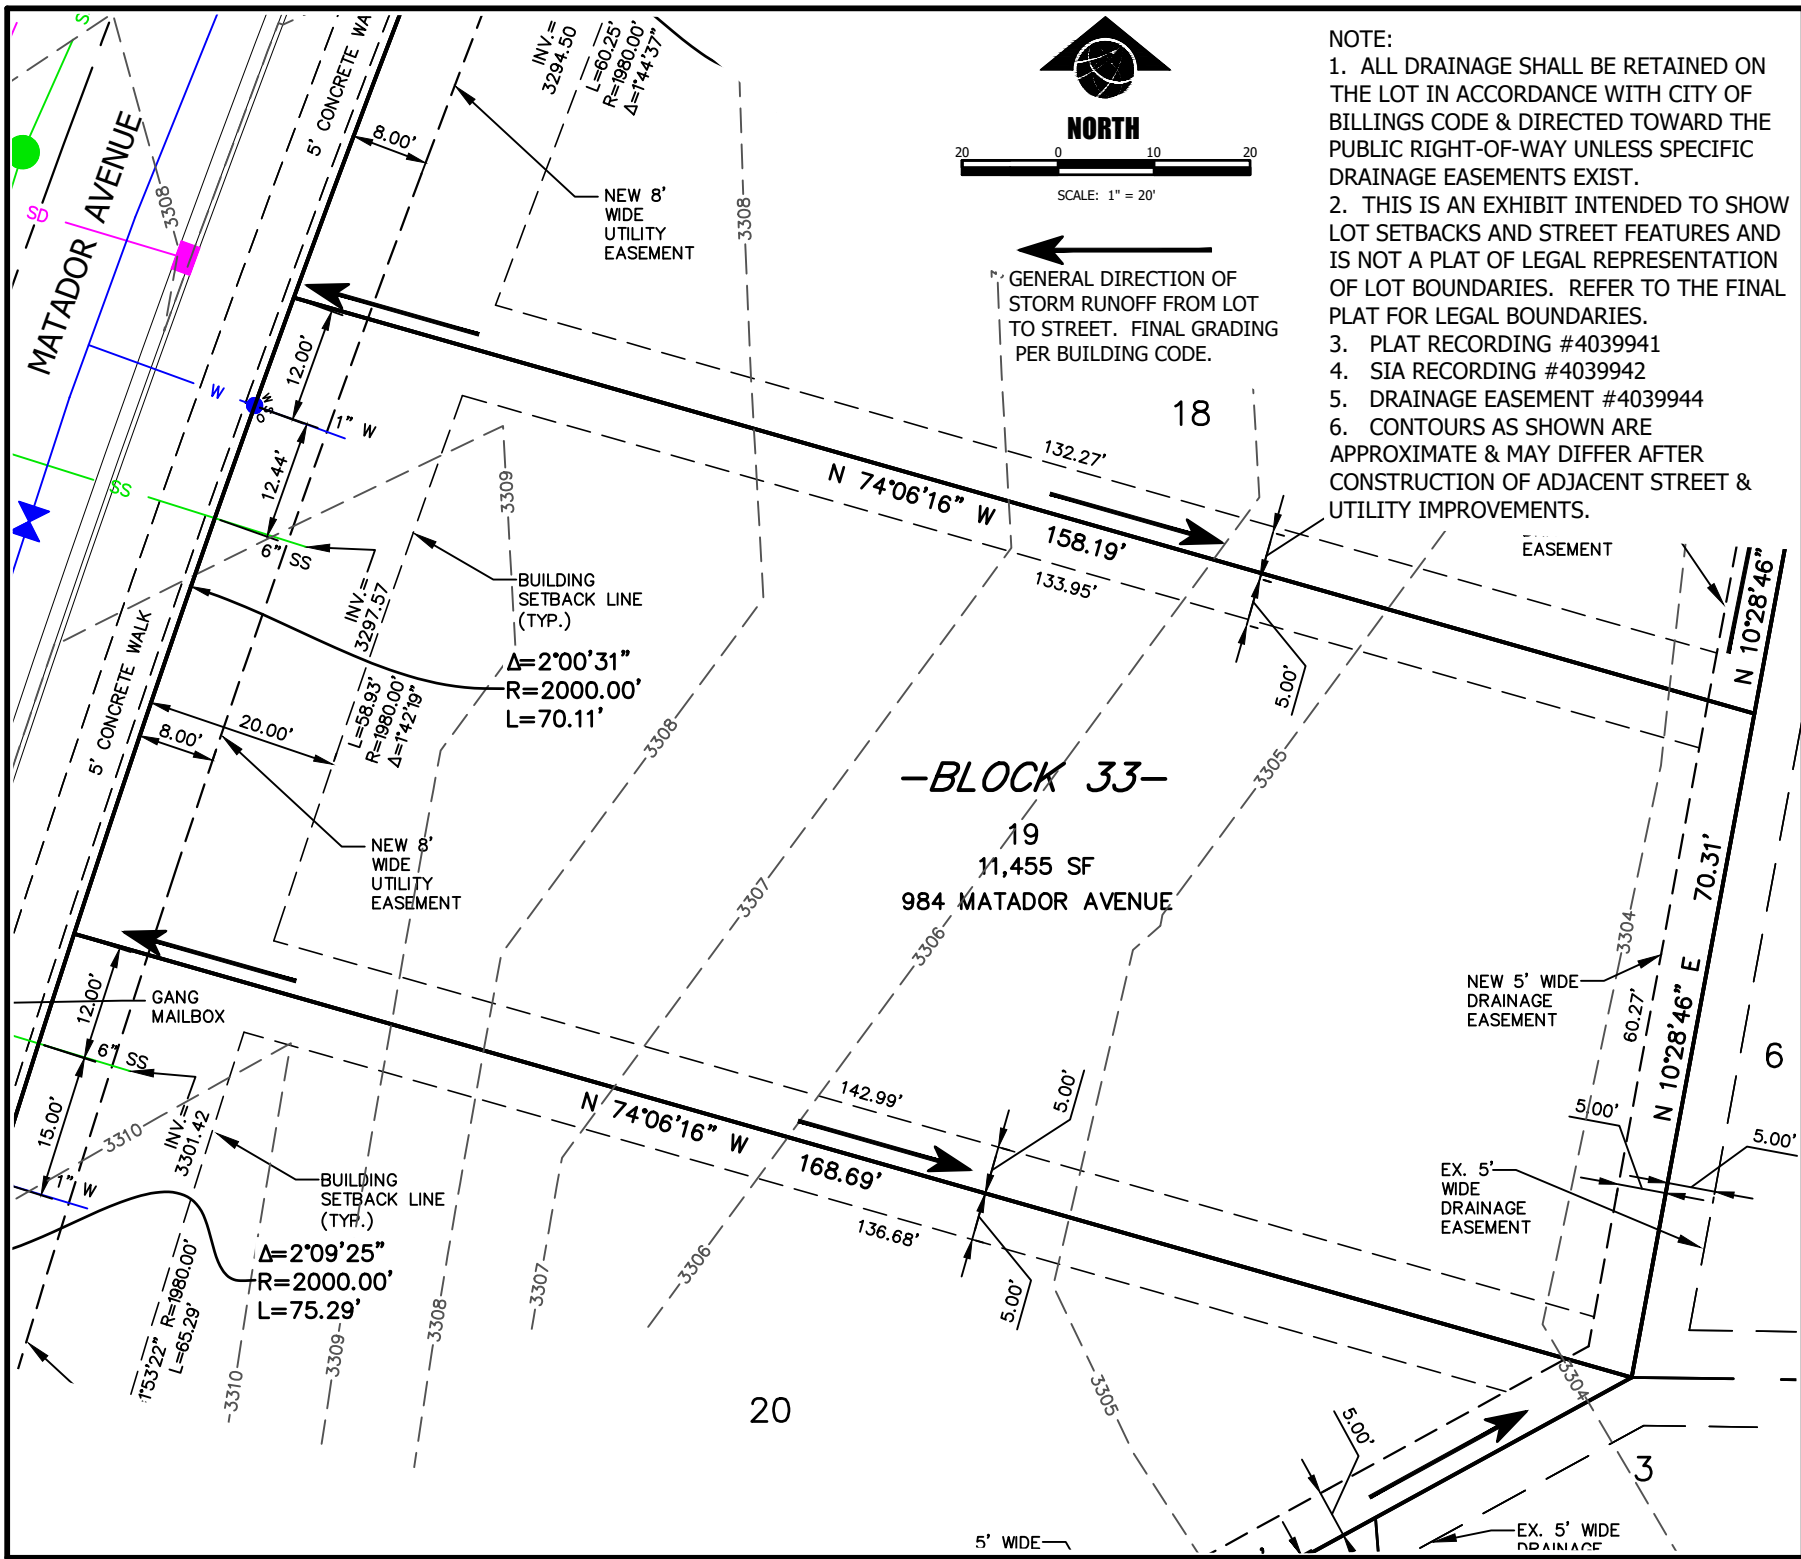 NOTE:
1. ALL DRAINAGE SHALL BE RETAINED ON
THE LOT IN ACCORDANCE WITH CITY OF
BILLINGS CODE & DIRECTED TOWARD THE
PUBLIC RIGHT-OF-WAY UNLESS SPECIFIC
DRAINAGE EASEMENTS EXIST.
2. THIS IS AN EXHIBIT INTENDED TO SHOW
LOT SETBACKS AND STREET FEATURES AND
IS NOT A PLAT OF LEGAL REPRESENTATION
OF LOT BOUNDARIES. REFER TO THE FINAL
PLAT FOR LEGAL BOUNDARIES.
3. PLAT RECORDING #4039941
4. SIA RECORDING #4039942
5. DRAINAGE EASEMENT #4039944
6. CONTOURS AS SHOWN ARE
APPROXIMATE & MAY DIFFER AFTER
CONSTRUCTION OF ADJACENT STREET &
UTILITY IMPROVEMENTS.
NORTH
20 0 10 20
SCALE: 1" = 20'
GENERAL DIRECTION OF
STORM RUNOFF FROM LOT
TO STREET. FINAL GRADING
PER BUILDING CODE.
S
MATADOR AVENUE
3308
SD
5' CONCRETE WA
8.00'
INV.=
3294.50
L=60.25'
R=1980.00'
Δ=1°44'37"
NEW 8'
WIDE
UTILITY
EASEMENT
3308
12.00'
W
WSO
1" W
12.44'
SS
6" SS
3309
INV.=
3297.57
BUILDING
SETBACK LINE
(TYP.)
Δ=2°00'31"
R=2000.00'
L=70.11'
L=58.93'
R=1980.00'
Δ=1°42'19"
5' CONCRETE WALK
20.00'
8.00'
NEW 8'
WIDE
UTILITY
EASEMENT
18
132.27'
N 74°06'16" W
158.19'
133.95'
5.00'
EASEMENT
N 10°28'46"
3308
3305
-BLOCK 33-
19
11,455 SF
984 MATADOR AVENUE
3307
3306
3304
70.31'
NEW 5' WIDE
DRAINAGE
EASEMENT
60.27'
N 10°28'46" E
6
5.00'
5.00'
EX. 5'
WIDE
DRAINAGE
EASEMENT
GANG
MAILBOX
12.00'
6" SS
15.00'
3310
INV.=
3301.42
1" W
BUILDING
SETBACK LINE
(TYP.)
Δ=2°09'25"
R=2000.00'
L=75.29'
1°53'22" R=1980.00'
L=65.29'
3310
3309
3308
3307
3306
142.99'
N 74°06'16" W
168.69'
136.68'
5.00'
5.00'
3305
3304
20
5.00'
3
5' WIDE
EX. 5' WIDE
DRAINAGE